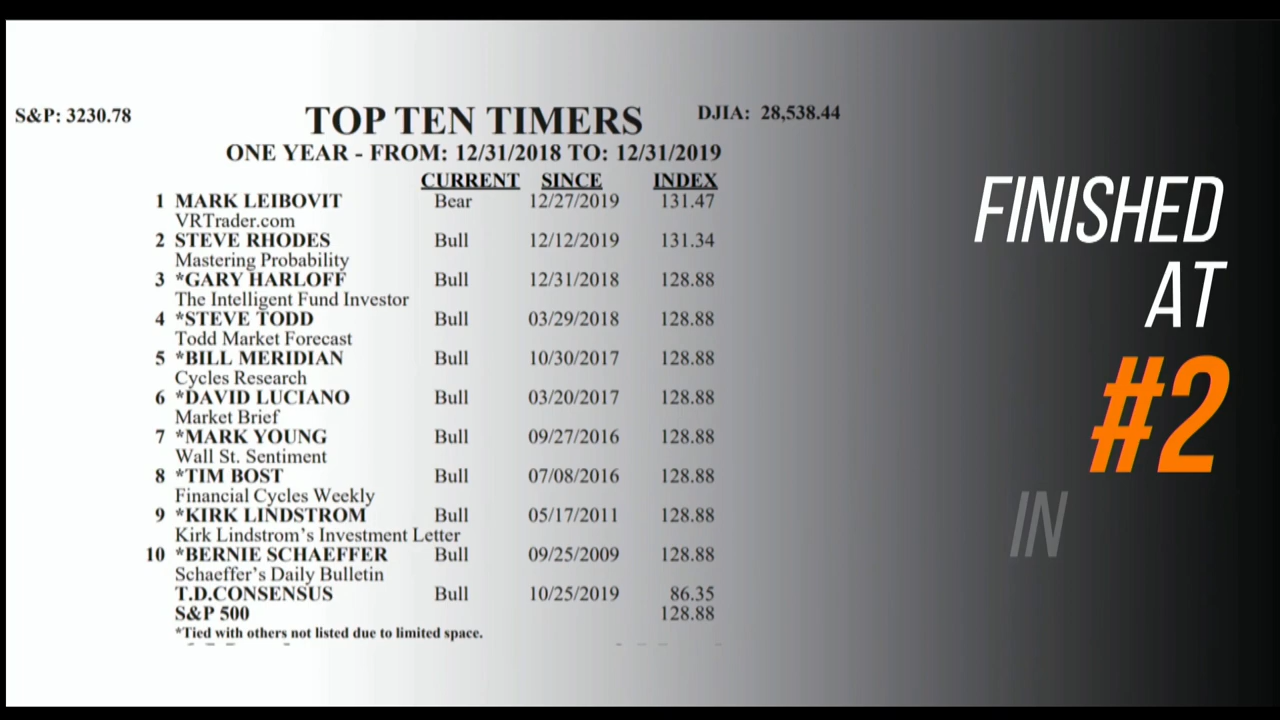 S&P: 3230.78
TOP TEN TIMERS
DJIA: 28,538.44
ONE YEAR - FROM: 12/31/2018 TO: 12/31/2019
CURRENT SINCE INDEX
1 MARK LEIBOVIT Bear 12/27/2019 131.47
VRTrader.com
2 STEVE RHODES Bull 12/12/2019 131.34
Mastering Probability
3 *GARY HARLOFF Bull 12/31/2018 128.88
The Intelligent Fund Investor
4 *STEVE TODD Bull 03/29/2018 128.88
Todd Market Forecast
5 *BILL MERIDIAN Bull 10/30/2017 128.88
Cycles Research
6 *DAVID LUCIANO Bull 03/20/2017 128.88
Market Brief
7 *MARK YOUNG Bull 09/27/2016 128.88
Wall St. Sentiment
8 *TIM BOST Bull 07/08/2016 128.88
Financial Cycles Weekly
9 *KIRK LINDSTROM Bull 05/17/2011 128.88
Kirk Lindstrom's Investment Letter
10 *BERNIE SCHAEFFER Bull 09/25/2009 128.88
Schaeffer's Daily Bulletin
T.D.CONSENSUS Bull 10/25/2019 86.35
S&P 500 128.88
*Tied with others not listed due to limited space.
FINISHED
AT
#2
IN